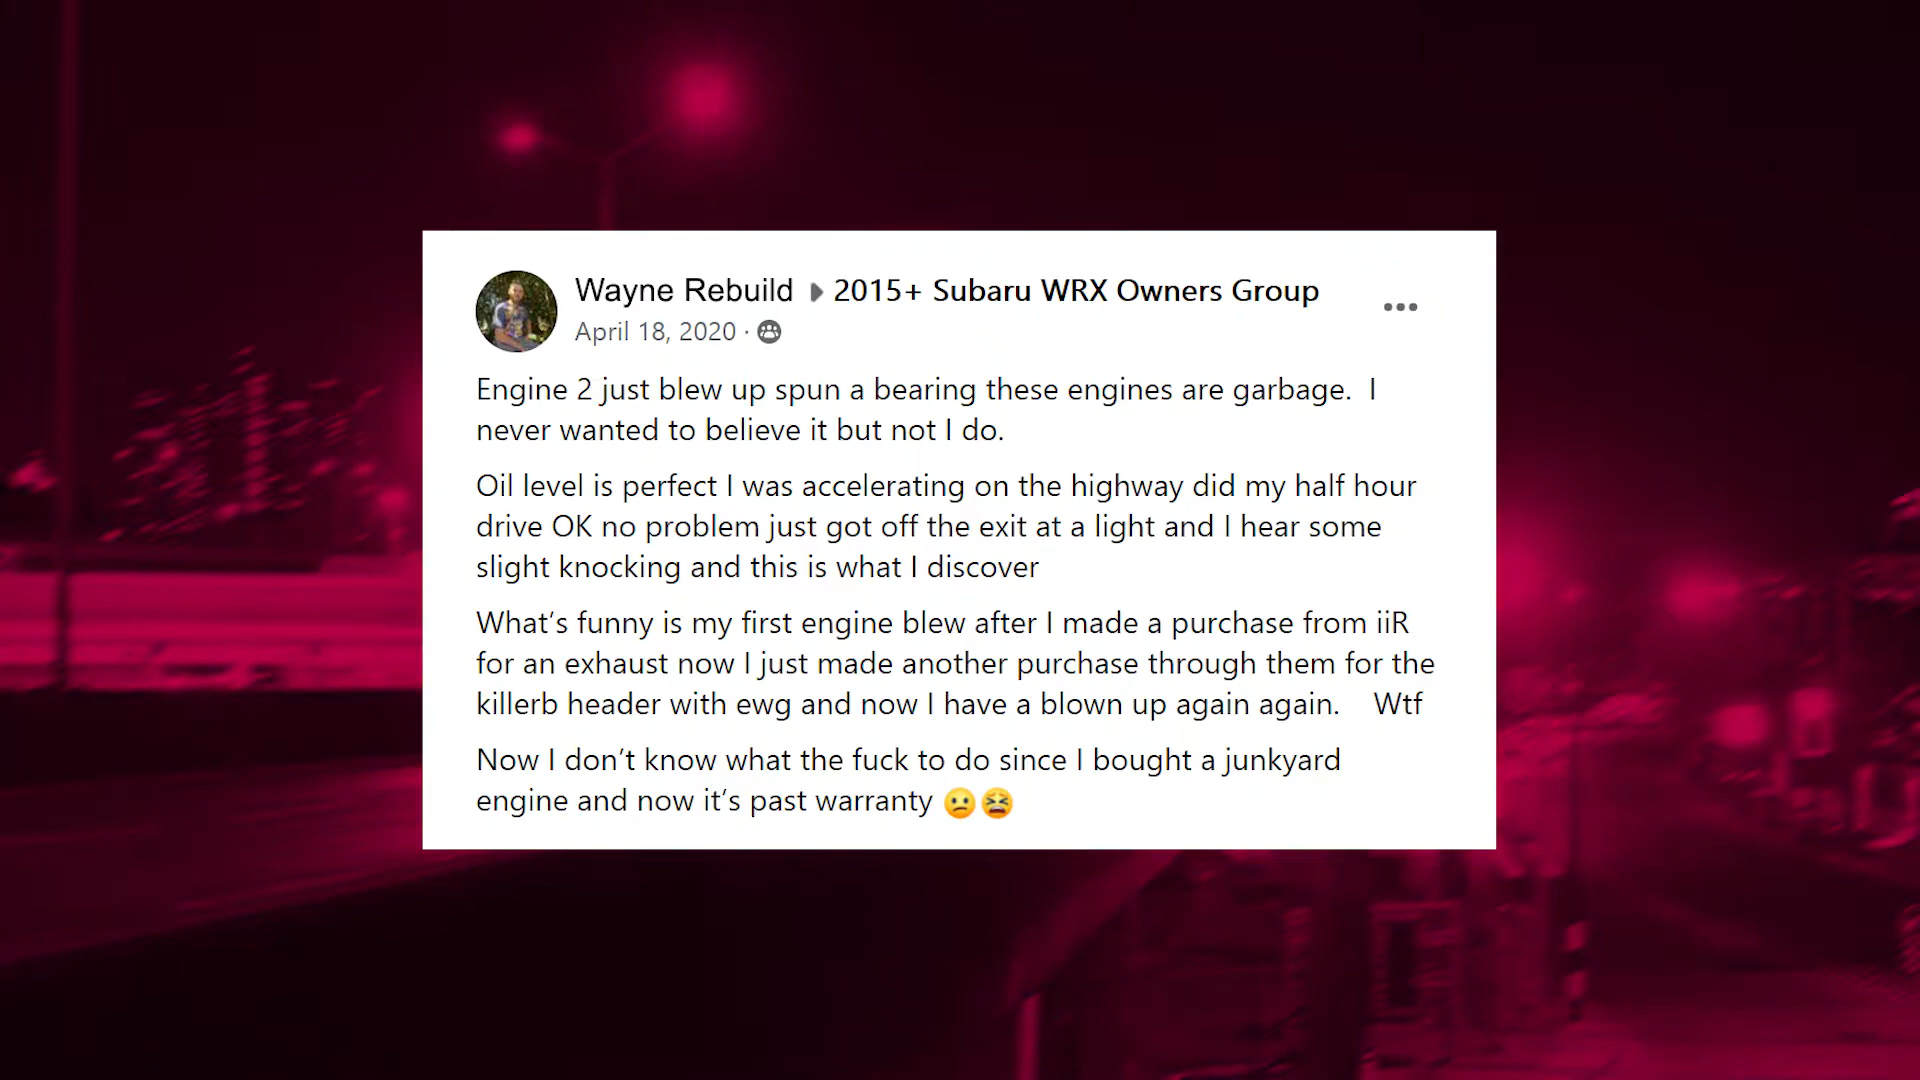 Wayne Rebuild ▸ 2015+ Subaru WRX Owners Group
April 18, 2020 ·
Engine 2 just blew up spun a bearing these engines are garbage.  I
never wanted to believe it but not I do.
Oil level is perfect I was accelerating on the highway did my half hour
drive OK no problem just got off the exit at a light and I hear some
slight knocking and this is what I discover
What’s funny is my first engine blew after I made a purchase from iiR
for an exhaust now I just made another purchase through them for the
killerb header with ewg and now I have a blown up again again.    Wtf
Now I don’t know what the fuck to do since I bought a junkyard
engine and now it’s past warranty 😕😫